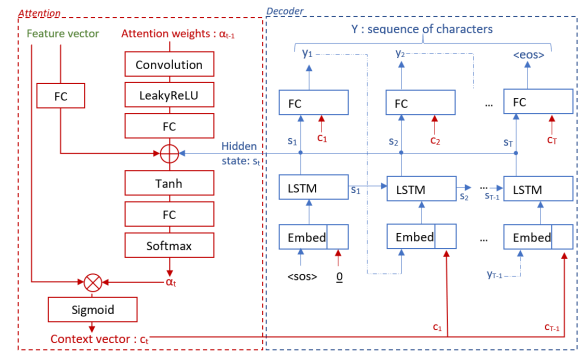 Attention
Decoder
Feature vector
Attention weights : αt-1
Y : sequence of characters
Convolution
y1
y2
<eos>
LeakyReLU
FC
FC
FC
FC
...
FC
c1
c2
cT
Hidden
state: st
s1
s2
sT
Tanh
LSTM
s1
LSTM
s2
...
sT-1
LSTM
FC
Embed
Embed
...
Embed
Softmax
<sos>
0
yT-1
αt
Sigmoid
c1
cT-1
Context vector : ct